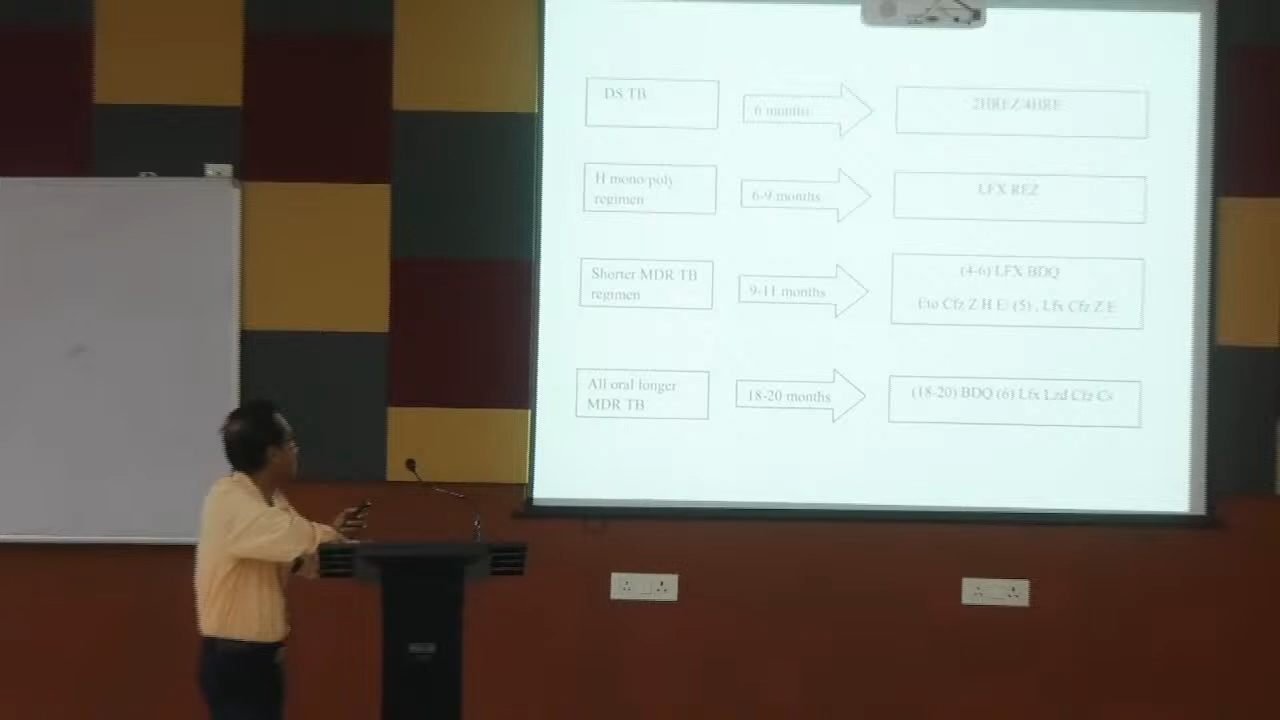 DS TB
6 months
2HREZ/4HRE
H mono/poly
regimen
6-9 months
LFX REZ
Shorter MDR TB
regimen
9-11 months
(4-6) LFX BDQ
Eto Cfz Z H E (5) , Lfx Cfz Z E
All oral longer
MDR TB
18-20 months
(18-20) BDQ (6) Lfx Lzd Cfz Cs